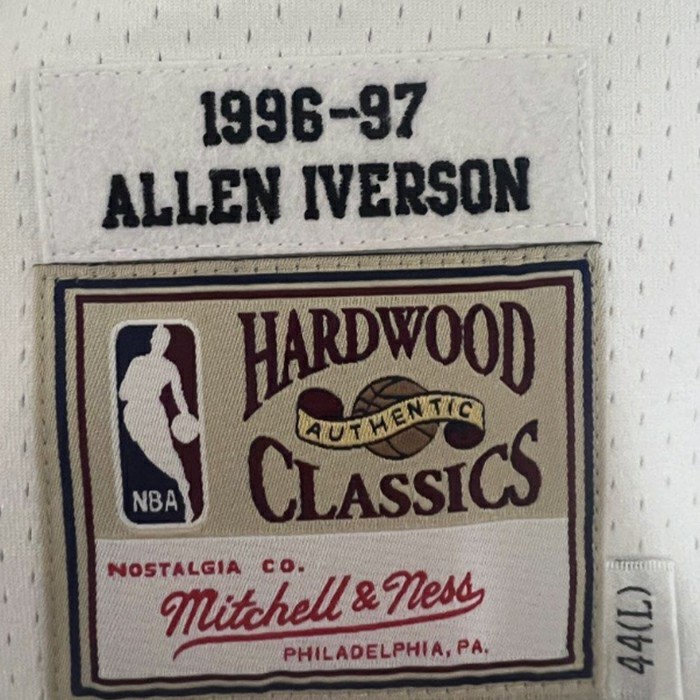 1996-97
ALLEN IVERSON
HARDWOOD
AUTHENTIC
CLASSICS
NBA
NOSTALGIA CO.
Mitchell & Ness
PHILADELPHIA, PA.
44(L)